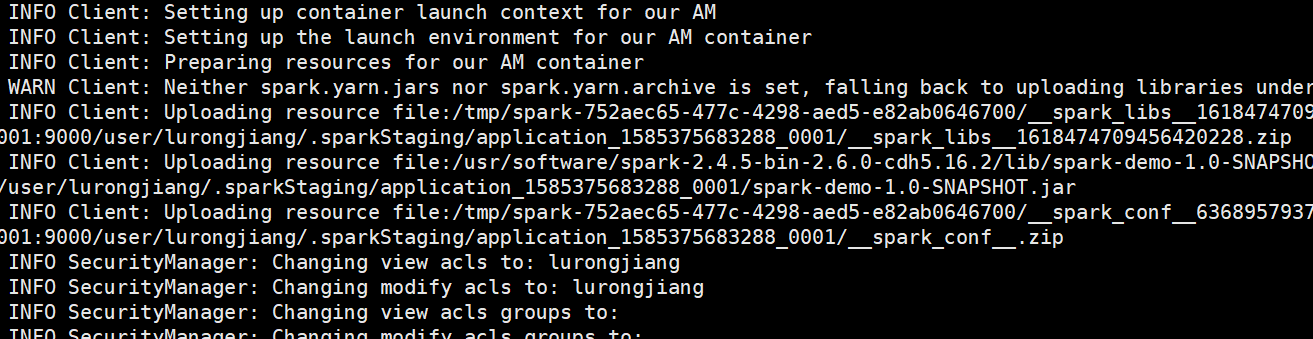 INFO Client: Setting up container launch context for our AM
INFO Client: Setting up the launch environment for our AM container
INFO Client: Preparing resources for our AM container
WARN Client: Neither spark.yarn.jars nor spark.yarn.archive is set, falling back to uploading libraries under
INFO Client: Uploading resource file:/tmp/spark-752aec65-477c-4298-aed5-e82ab0646700/__spark_libs__1618474709
001:9000/user/lurongjiang/.sparkStaging/application_1585375683288_0001/__spark_libs__1618474709456420228.zip
INFO Client: Uploading resource file:/usr/software/spark-2.4.5-bin-2.6.0-cdh5.16.2/lib/spark-demo-1.0-SNAPSHO
/user/lurongjiang/.sparkStaging/application_1585375683288_0001/spark-demo-1.0-SNAPSHOT.jar
INFO Client: Uploading resource file:/tmp/spark-752aec65-477c-4298-aed5-e82ab0646700/__spark_conf__6368957937
001:9000/user/lurongjiang/.sparkStaging/application_1585375683288_0001/__spark_conf__.zip
INFO SecurityManager: Changing view acls to: lurongjiang
INFO SecurityManager: Changing modify acls to: lurongjiang
INFO SecurityManager: Changing view acls groups to:
INFO SecurityManager: Changing modify acls groups to: